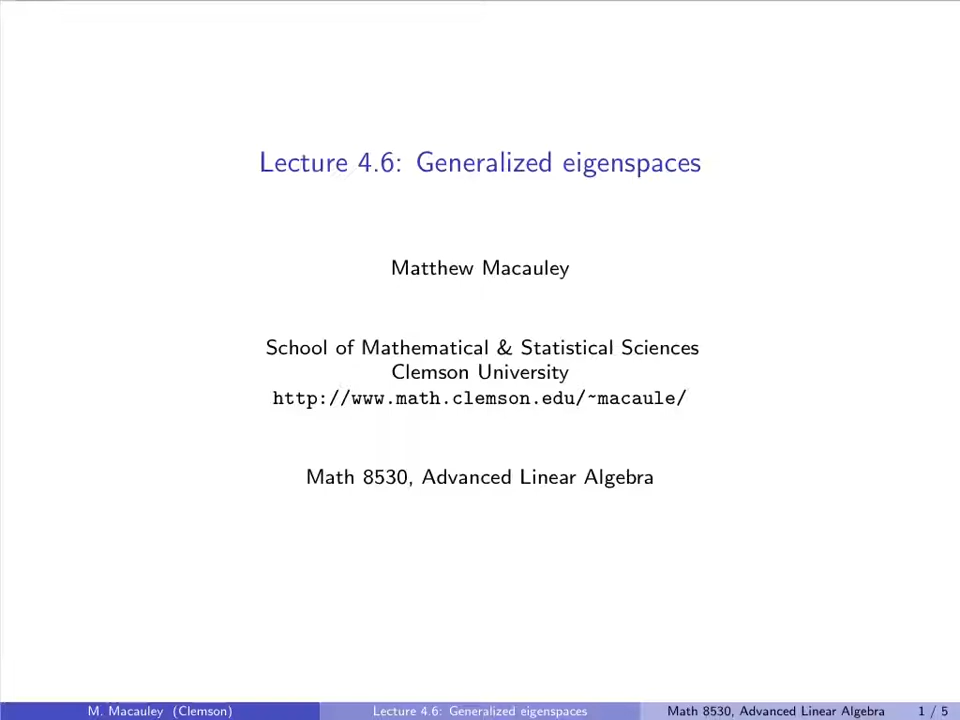 Lecture 4.6: Generalized eigenspaces
Matthew Macauley
School of Mathematical & Statistical Sciences
Clemson University
http://www.math.clemson.edu/~macaule/
Math 8530, Advanced Linear Algebra
M. Macauley (Clemson) Lecture 4.6: Generalized eigenspaces Math 8530, Advanced Linear Algebra 1 / 5